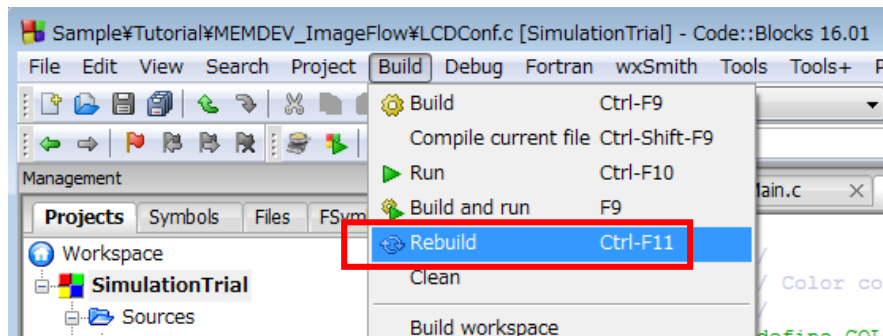 Sample¥Tutorial¥MEMDEV_ImageFlow¥LCDConf.c [SimulationTrial] - Code::Blocks 16.01
File Edit View Search Project Build Debug Fortran wxSmith Tools Tools+
Build Ctrl-F9
Compile current file Ctrl-Shift-F9
Run Ctrl-F10
Management
Main.c
Build and run F9
Projects Symbols Files FSym
Rebuild Ctrl-F11
Workspace
Clean
SimulationTrial
Color co
Sources
Build workspace
define COL